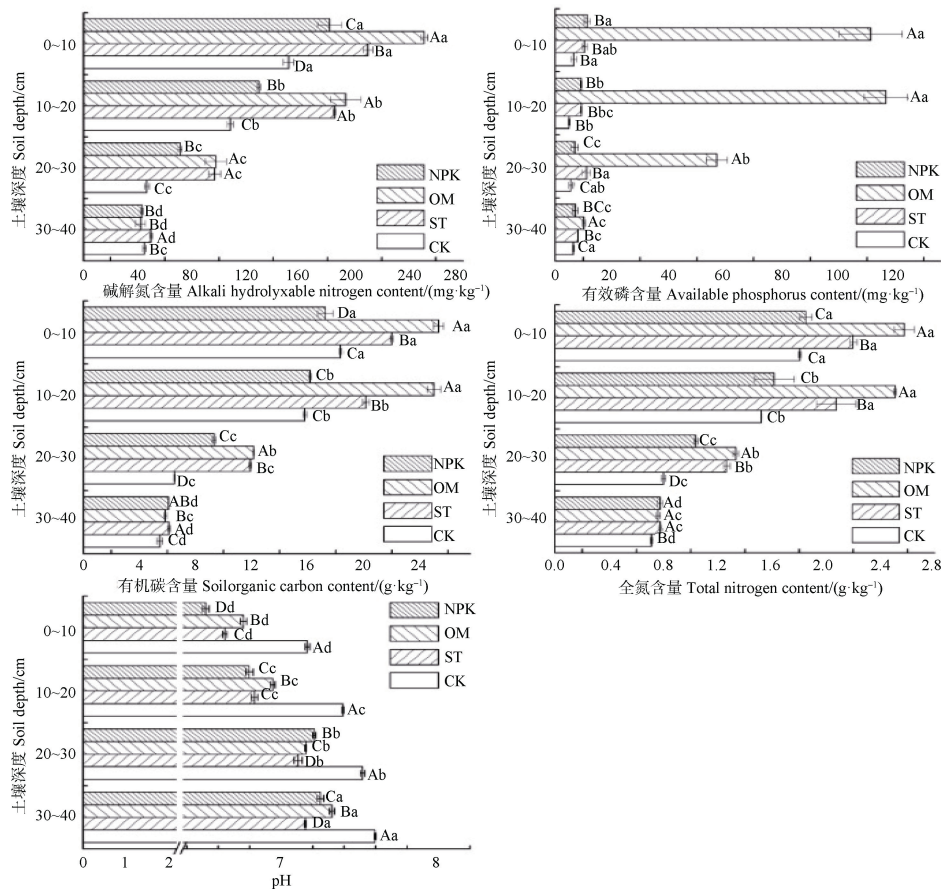 土壤深度 Soil depth/cm
0~10
10~20
20~30
30~40
Ca
Aa
Ba
Da
Bb
Ab
Ab
Cb
Bc
Ac
Ac
Cc
Bd
Bd
Ad
Bc
NPK
OM
ST
CK
0 40 80 120 160 200 240 280
碱解氮含量 Alkali hydrolyxable nitrogen content/(mg·kg⁻¹)
土壤深度 Soil depth/cm
0~10
10~20
20~30
30~40
Ba
Aa
Bab
Ba
Bb
Aa
Bbc
Bb
Cc
Ab
Ba
Cab
BCc
Ac
Bc
Ca
NPK
OM
ST
CK
0 20 40 60 80 100 120
有效磷含量 Available phosphorus content/(mg·kg⁻¹)
土壤深度 Soil depth/cm
0~10
10~20
20~30
30~40
Da
Aa
Ba
Ca
Cb
Aa
Bb
Cb
Cc
Ab
Bc
Dc
ABd
Bc
Ad
Cd
NPK
OM
ST
CK
0 4 8 12 16 20 24
有机碳含量 Soilorganic carbon content/(g·kg⁻¹)
土壤深度 Soil depth/cm
0~10
10~20
20~30
30~40
Ca
Aa
Ba
Ca
Cb
Aa
Ba
Cb
Cc
Ab
Bb
Dc
Ad
Ac
Ac
Bd
NPK
OM
ST
CK
0 0.4 0.8 1.2 1.6 2.0 2.4 2.8
全氮含量 Total nitrogen content/(g·kg⁻¹)
土壤深度 Soil depth/cm
0~10
10~20
20~30
30~40
Dd
Bd
Cd
Ad
Cc
Bc
Cc
Ac
Bb
Cb
Db
Ab
Ca
Ba
Da
Aa
NPK
OM
ST
CK
0 1 2 7 8
pH